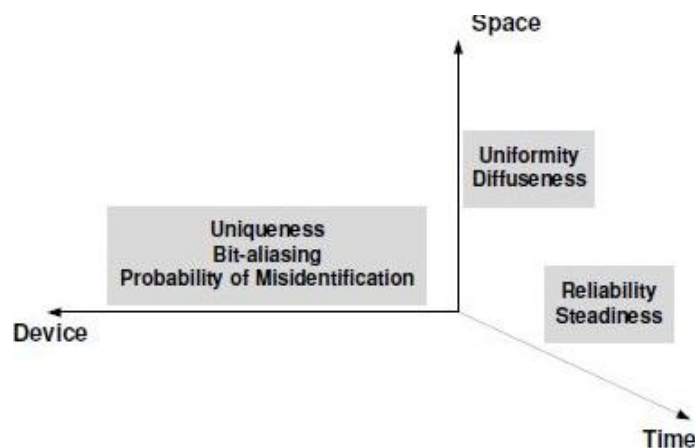 Space
Uniformity
Diffuseness
Uniqueness
Bit-aliasing
Probability of Misidentification
Reliability
Steadiness
Device
Time